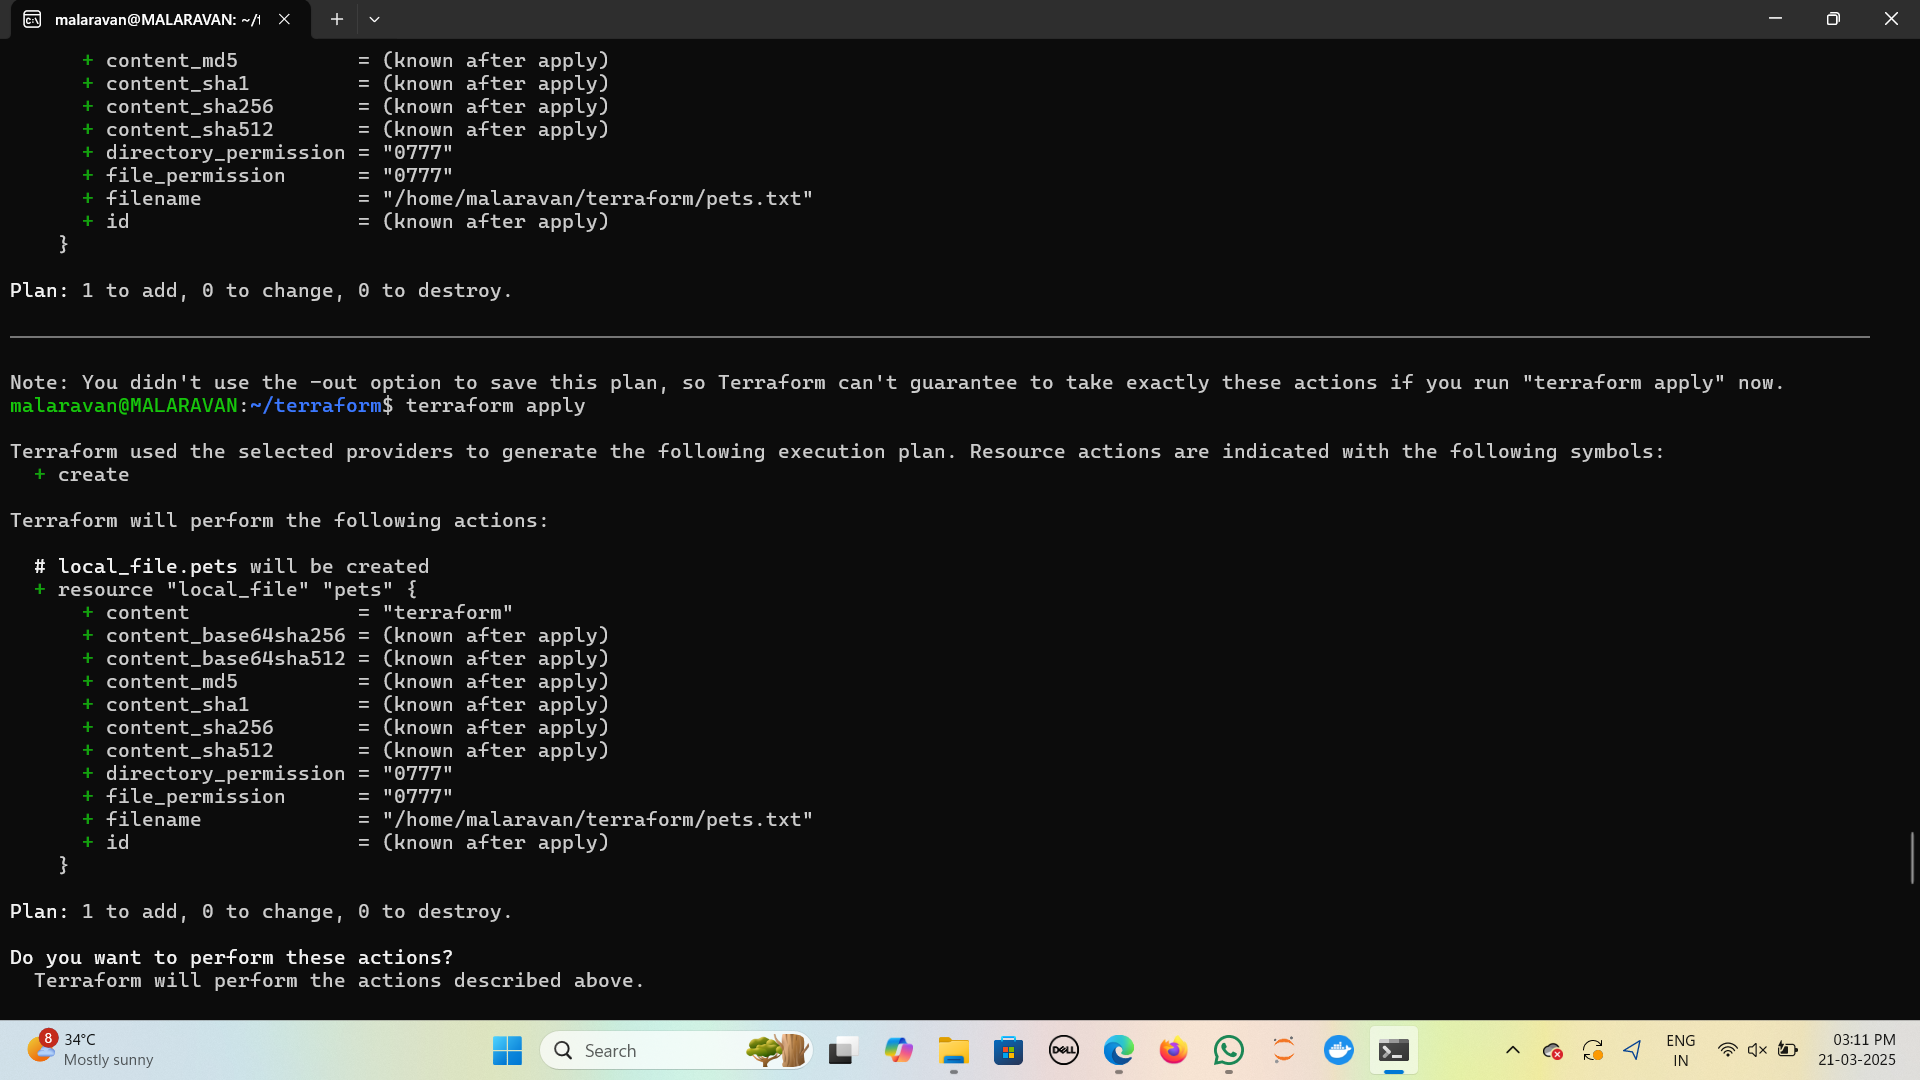 malaravan@MALARAVAN: ~/t
      + content_md5          = (known after apply)
      + content_sha1         = (known after apply)
      + content_sha256       = (known after apply)
      + content_sha512       = (known after apply)
      + directory_permission = "0777"
      + file_permission      = "0777"
      + filename             = "/home/malaravan/terraform/pets.txt"
      + id                   = (known after apply)
    }
Plan: 1 to add, 0 to change, 0 to destroy.
Note: You didn't use the -out option to save this plan, so Terraform can't guarantee to take exactly these actions if you run "terraform apply" now.
malaravan@MALARAVAN:~/terraform$ terraform apply
Terraform used the selected providers to generate the following execution plan. Resource actions are indicated with the following symbols:
  + create
Terraform will perform the following actions:
  # local_file.pets will be created
  + resource "local_file" "pets" {
      + content              = "terraform"
      + content_base64sha256 = (known after apply)
      + content_base64sha512 = (known after apply)
      + content_md5          = (known after apply)
      + content_sha1         = (known after apply)
      + content_sha256       = (known after apply)
      + content_sha512       = (known after apply)
      + directory_permission = "0777"
      + file_permission      = "0777"
      + filename             = "/home/malaravan/terraform/pets.txt"
      + id                   = (known after apply)
    }
Plan: 1 to add, 0 to change, 0 to destroy.
Do you want to perform these actions?
  Terraform will perform the actions described above.
8
34°C
Mostly sunny
Search
DELL
ENG
IN
03:11 PM
21-03-2025